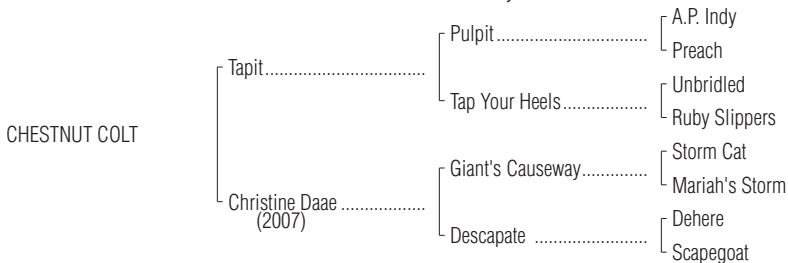 A.P. Indy
Pulpit..................................
Preach
Tapit....................................
Unbridled
Tap Your Heels...................
Ruby Slippers
CHESTNUT COLT
Storm Cat
Giant's Causeway...............
Mariah's Storm
Christine Daae ...................
(2007)
Dehere
Descapate .........................
Scapegoat